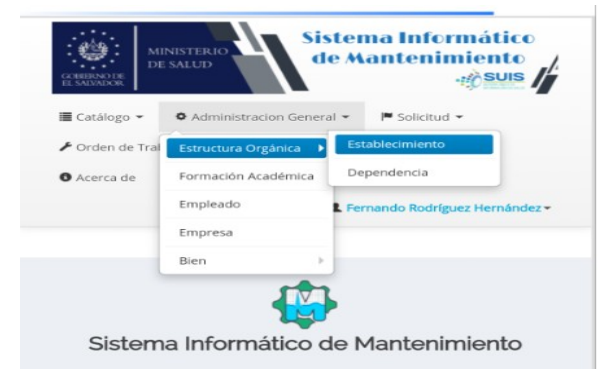 Sistema Informático
de Mantenimiento
MINISTERIO
DE SALUD
GOBIERNO DE
EL SALVADOR
SUIS
Catálogo
Administracion General
Solicitud
Orden de Tra
Estructura Orgánica
Establecimiento
Acerca de
Formación Académica
Dependencia
Empleado
Fernando Rodríguez Hernández
Empresa
Bien
Sistema Informático de Mantenimiento